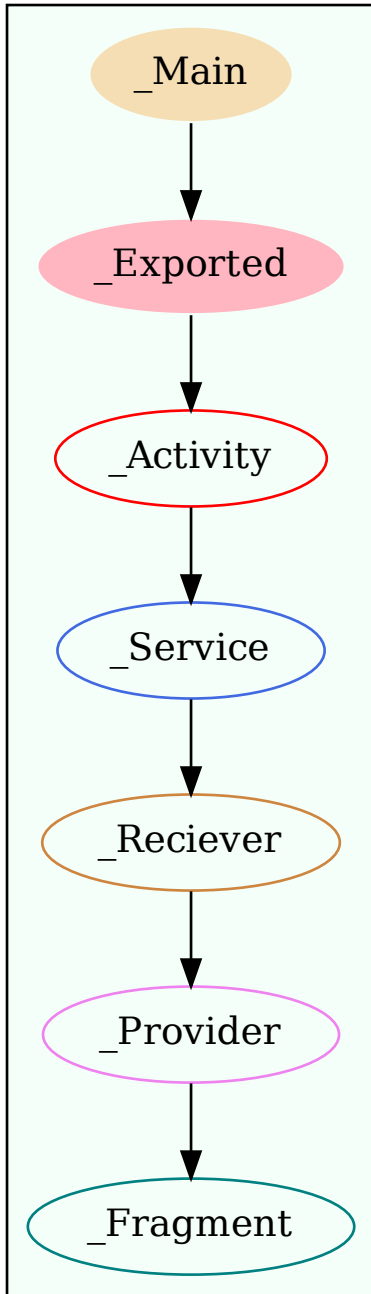 _Main
_Exported
_Activity
_Service
_Reciever
_Provider
_Fragment